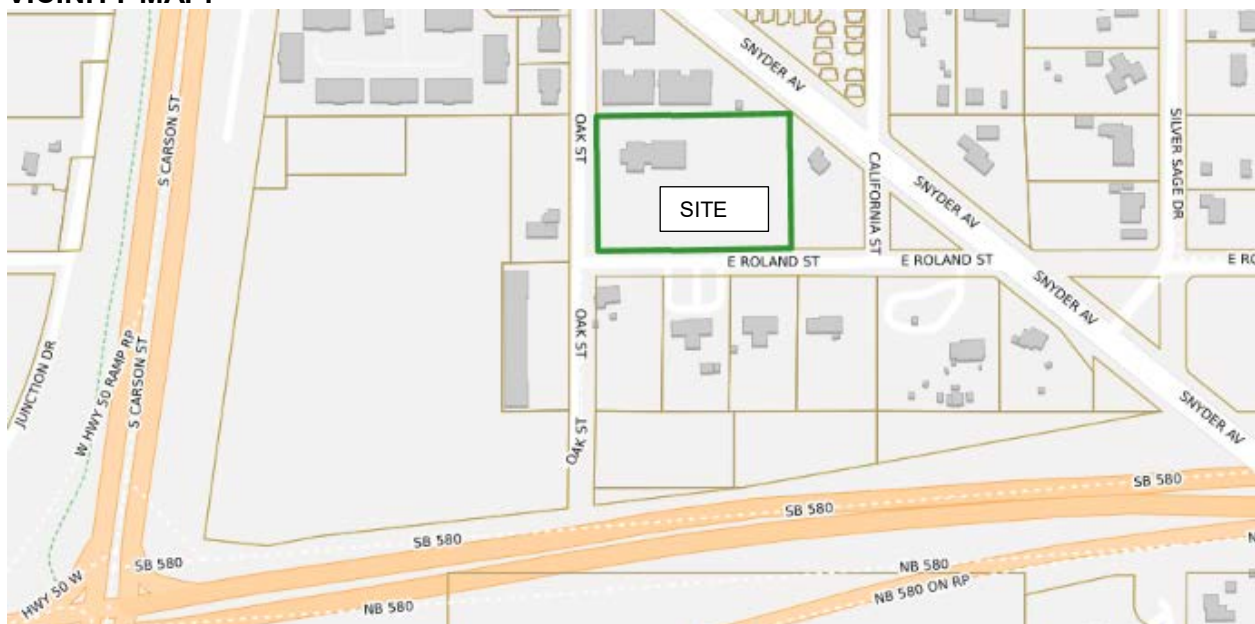 VICINITY MAP:
SNYDER AV
S CARSON ST
OAK ST
SILVER SAGE DR
CALIFORNIA ST
SNYDER AV
SITE
E ROLAND ST
E ROLAND ST
SNYDER AV
OAK ST
JUNCTION DR
W HWY 50 RAMP RP
S CARSON ST
SNYDER AV
OAK ST
SB 580
SB 580
SB 580
SB 580
NB 580
HWY 50 W
NB 580 ON RP
NB 580